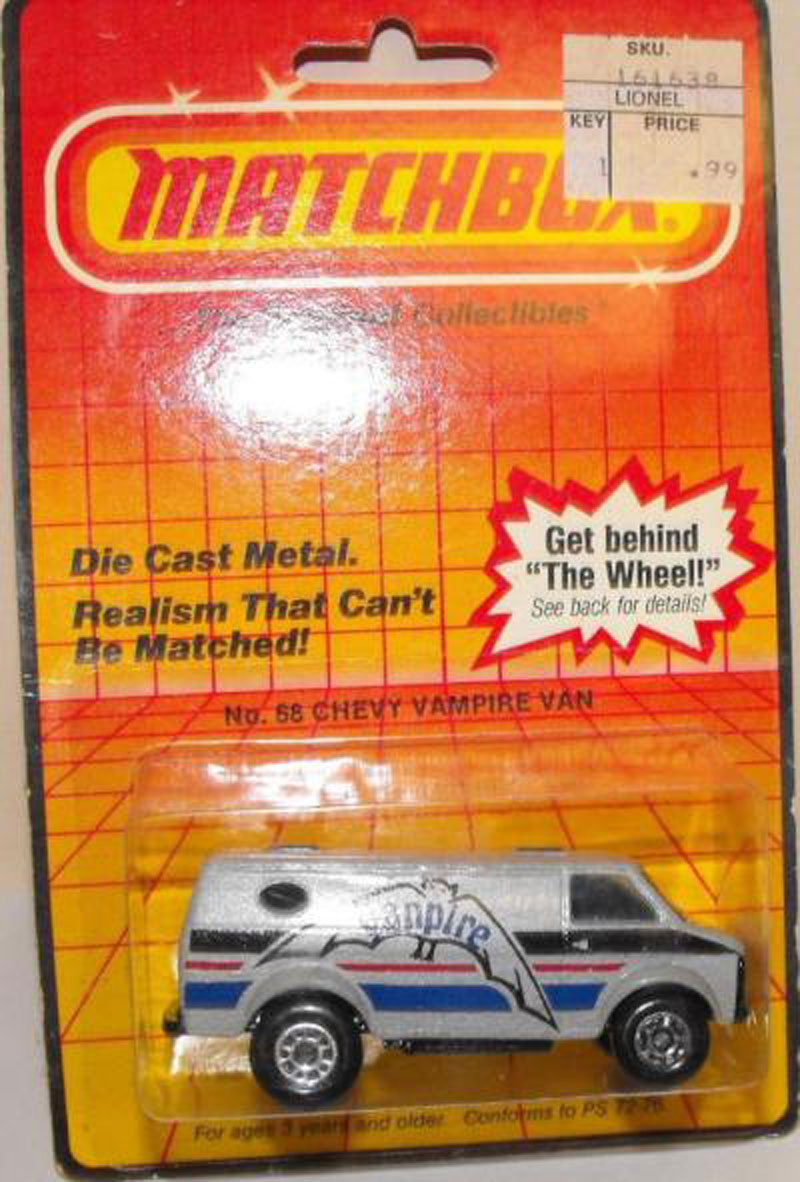 SKU.
161638
LIONEL
KEY PRICE
1 .99
MATCHBOX®
Collectibles
Die Cast Metal.
Realism That Can't
Be Matched!
Get behind
“The Wheel!”
See back for details!
No. 68 CHEVY VAMPIRE VAN
Vanpire
II
For ages 3 years and older. Conforms to PS 72-76.